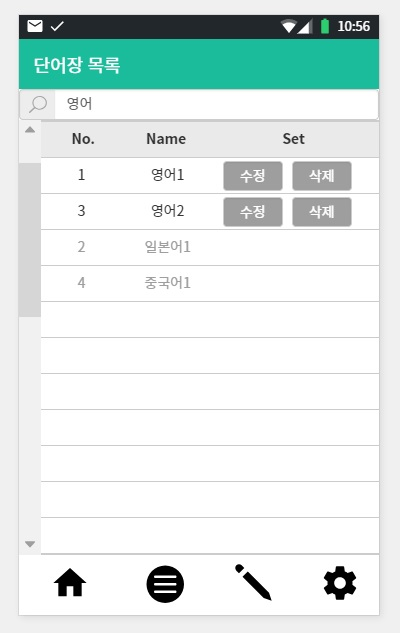 10:56
단어장 목록
영어
No. Name Set
1 영어1 수정 삭제
3 영어2 수정 삭제
2 일본어1
4 중국어1